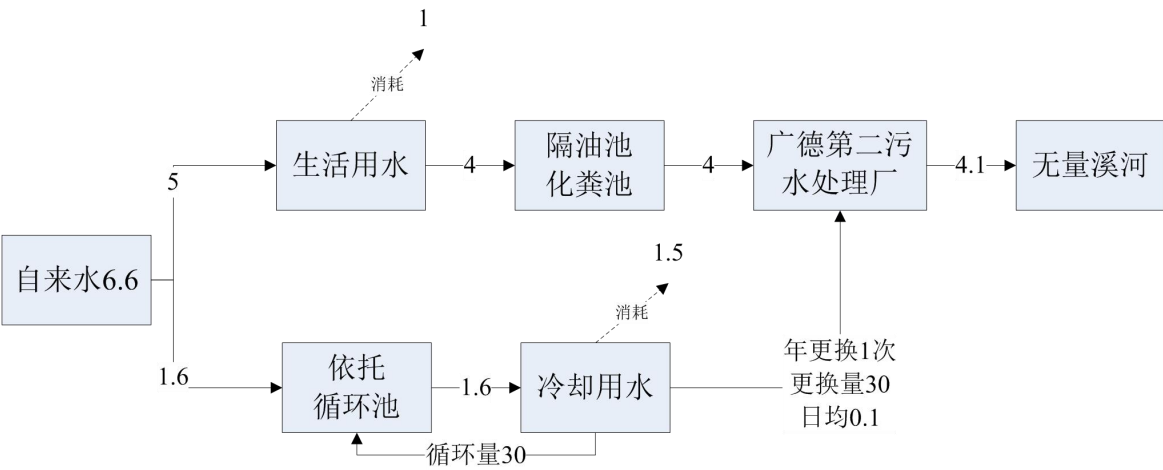 1
消耗
生活用水
4
隔油池
化粪池
4
广德第二污
水处理厂
4.1
无量溪河
5
自来水6.6
1.5
消耗
1.6
依托
循环池
1.6
冷却用水
年更换1次
更换量30
日均0.1
循环量30